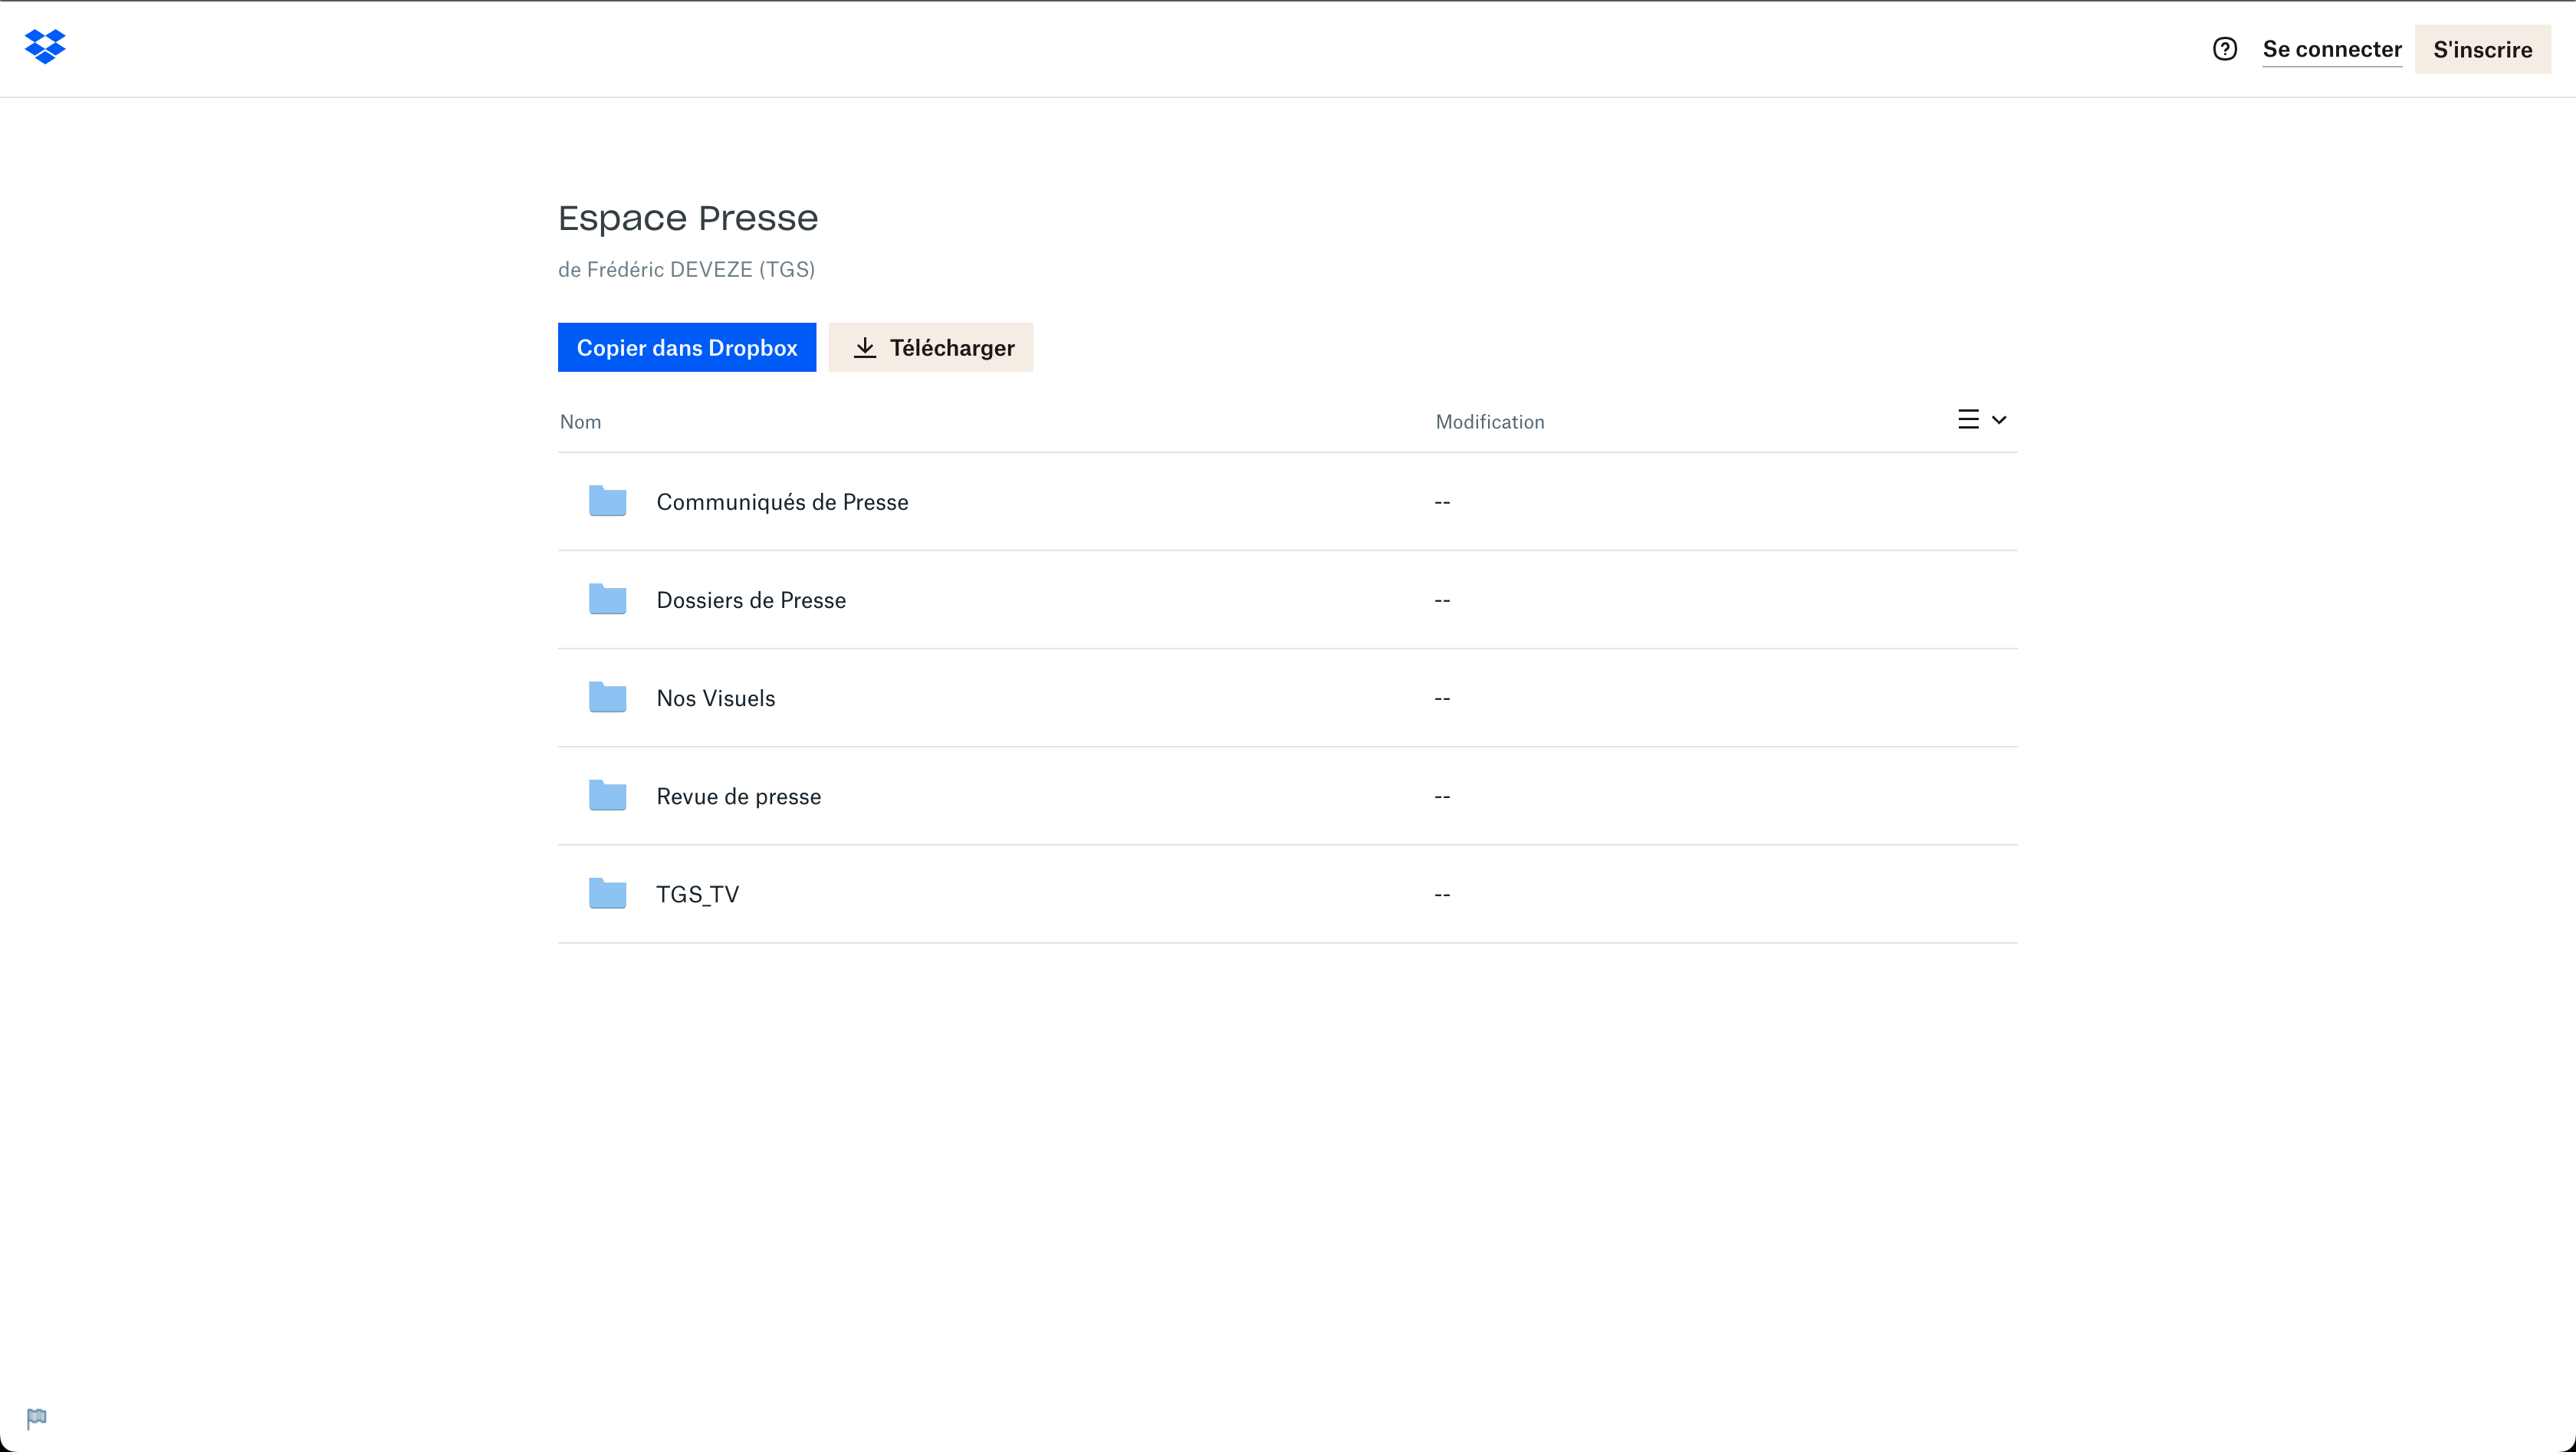 Se connecter
S'inscrire
Espace Presse
de Frédéric DEVEZE (TGS)
Copier dans Dropbox
Télécharger
Nom
Modification
Communiqués de Presse
--
Dossiers de Presse
--
Nos Visuels
--
Revue de presse
--
TGS_TV
--